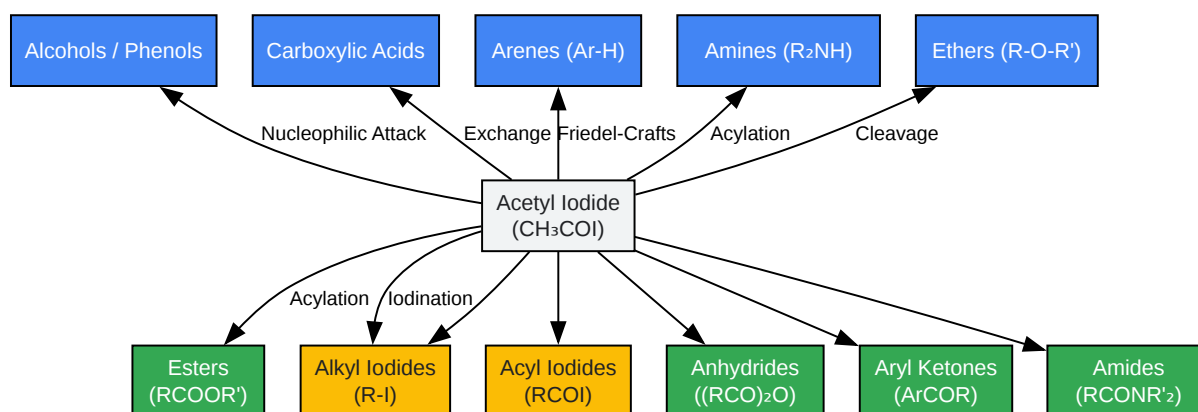 Alcohols / Phenols
Carboxylic Acids
Arenes (Ar-H)
Amines (R₂NH)
Ethers (R-O-R')
Nucleophilic Attack
Exchange
Friedel-Crafts
Acylation
Cleavage
Acetyl Iodide
(CH₃COI)
Acylation
Iodination
Esters
(RCOOR')
Alkyl Iodides
(R-I)
Acyl Iodides
(RCOI)
Anhydrides
((RCO)₂O)
Aryl Ketones
(ArCOR)
Amides
(RCONR'₂)